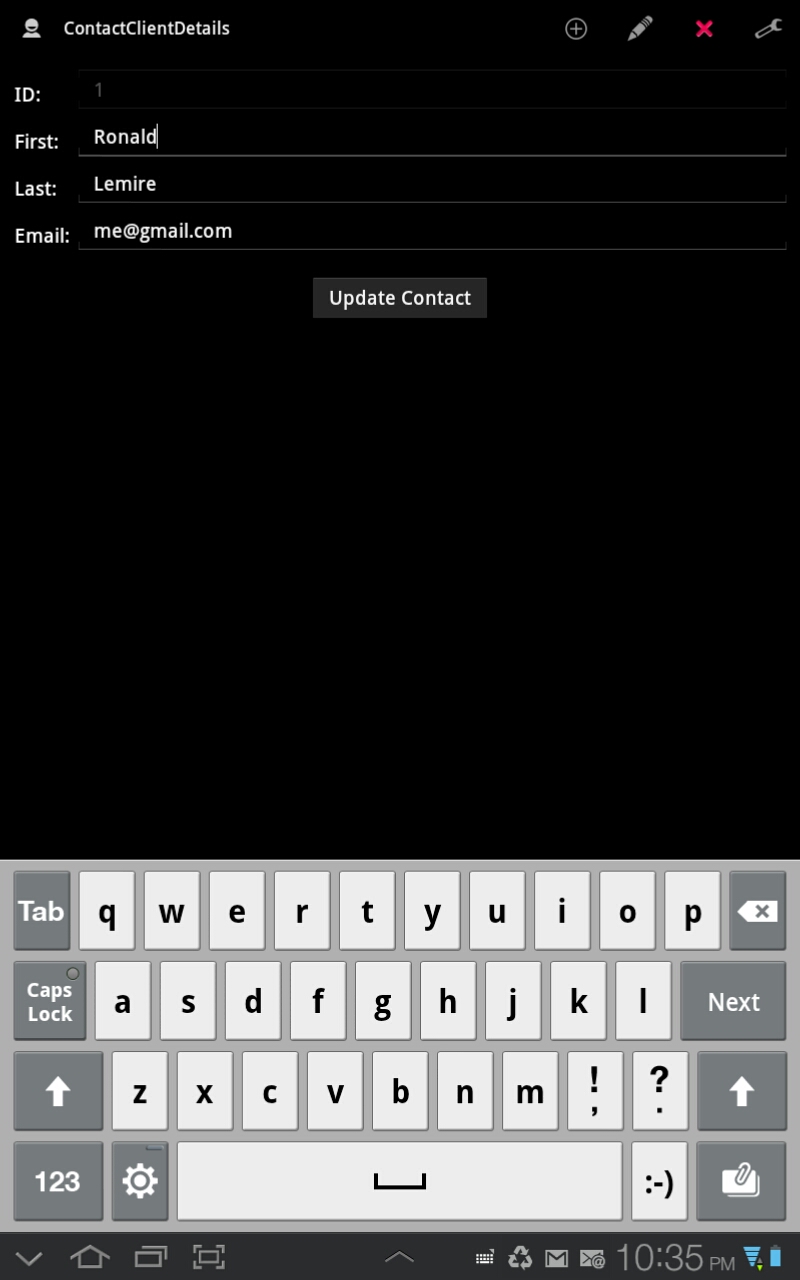 ContactClientDetails
ID: 1
First: Ronald
Last: Lemire
Email: me@gmail.com
Update Contact
Tab q w e r t y u i o p
Caps Lock a s d f g h j k l Next
z x c v b n m ! , ? .
123 :-)
10:35 PM